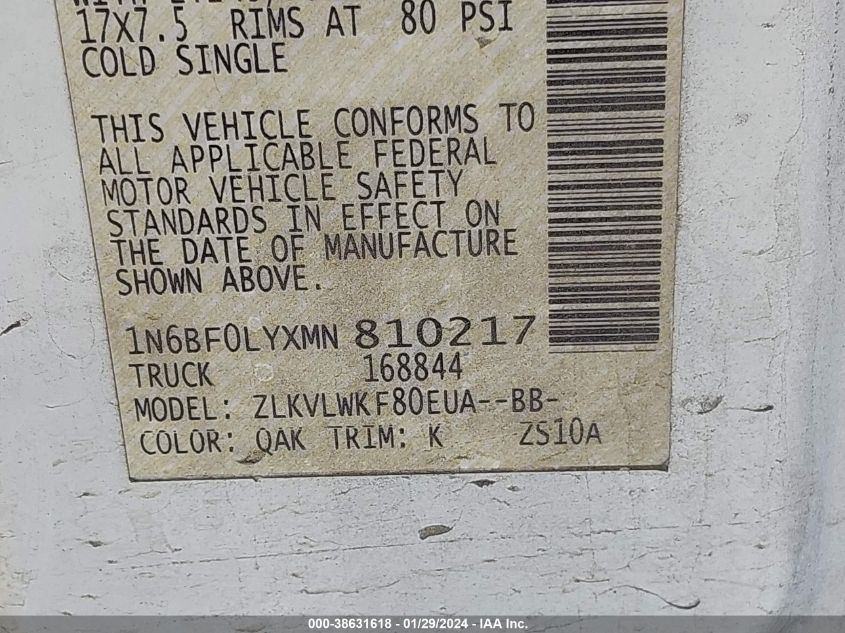 17X7.5 RIMS AT 80 PSI
COLD SINGLE
THIS VEHICLE CONFORMS TO
ALL APPLICABLE FEDERAL
MOTOR VEHICLE SAFETY
STANDARDS IN EFFECT ON
THE DATE OF MANUFACTURE
SHOWN ABOVE.
1N6BF0LYXMN 810217
TRUCK 168844
MODEL: ZLKVLWKF80EUA--BB-
COLOR: QAK TRIM: K ZS10A
000-38631618 - 01/29/2024 - IAA Inc.